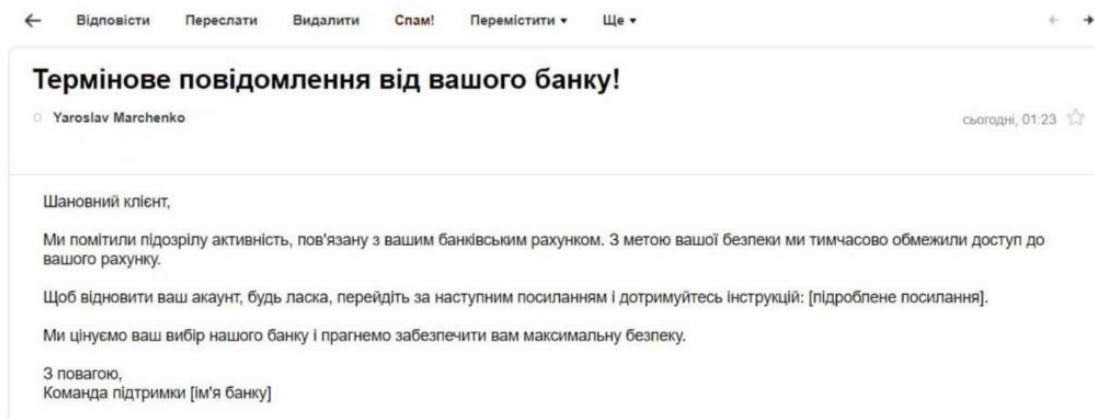 Відповісти Переслати Видалити Спам! Перемістити Ще
Термінове повідомлення від вашого банку!
Yaroslav Marchenko сьогодні, 01:23
Шановний клієнт,
Ми помітили підозрілу активність, пов'язану з вашим банківським рахунком. З метою вашої безпеки ми тимчасово обмежили доступ до
вашого рахунку.
Щоб відновити ваш акаунт, будь ласка, перейдіть за наступним посиланням і дотримуйтесь інструкцій: [підроблене посилання].
Ми цінуємо ваш вибір нашого банку і прагнемо забезпечити вам максимальну безпеку.
З повагою,
Команда підтримки [ім'я банку]